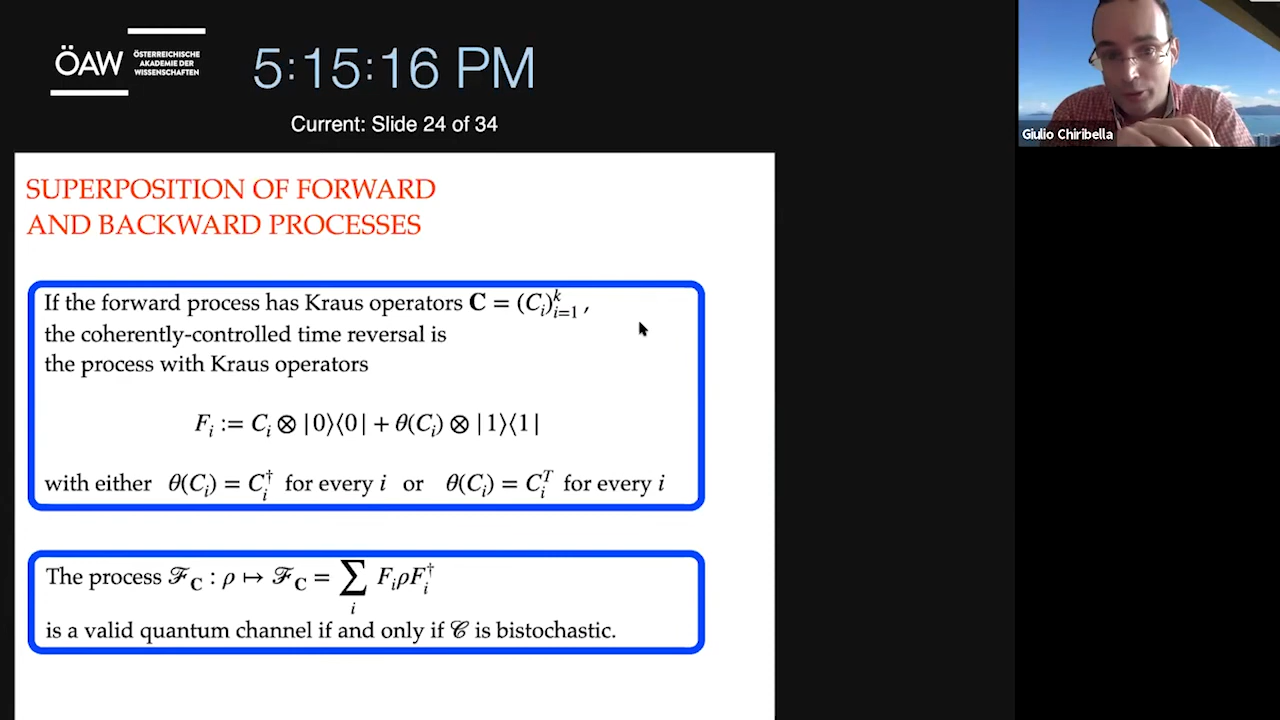 ÖAW
ÖSTERREICHISCHE
AKADEMIE DER
WISSENSCHAFTEN
5:15:16 PM
Current: Slide 24 of 34
Giulio Chiribella
SUPERPOSITION OF FORWARD
AND BACKWARD PROCESSES
If the forward process has Kraus operators C = (C_i)_{i=1}^k ,
the coherently-controlled time reversal is
the process with Kraus operators
F_i := C_i ⊗ |0⟩⟨0| + θ(C_i) ⊗ |1⟩⟨1|
with either θ(C_i) = C_i^† for every i or θ(C_i) = C_i^T for every i
The process ℱ_C : ρ ↦ ℱ_C = ∑_i F_i ρ F_i^†
is a valid quantum channel if and only if 𝒞 is bistochastic.